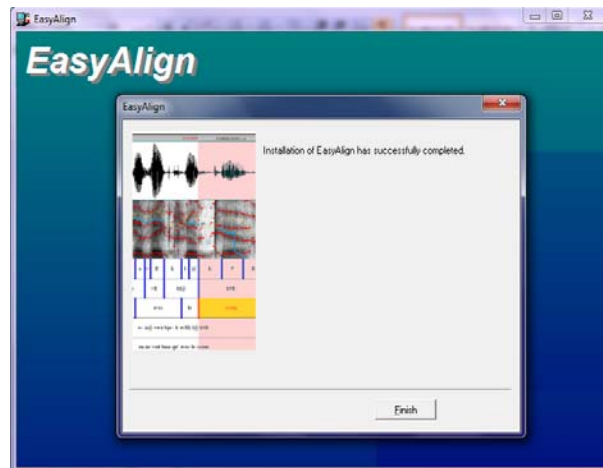 EasyAlign
EasyAlign
EasyAlign
Installation of EasyAlign has successfully completed.
Finish